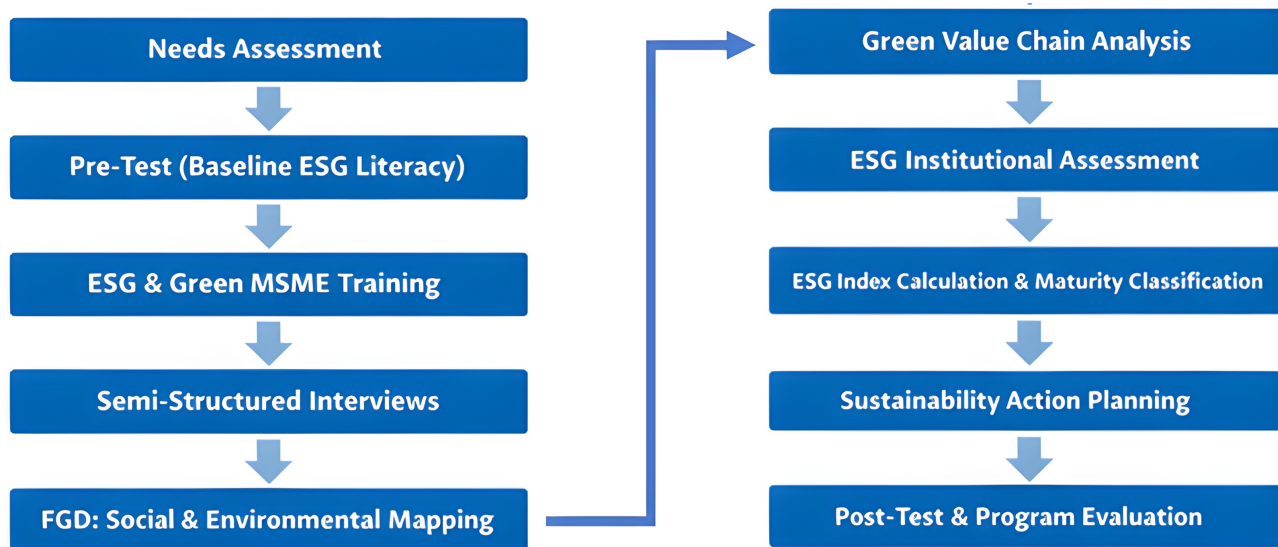 Needs Assessment
Pre-Test (Baseline ESG Literacy)
ESG & Green MSME Training
Semi-Structured Interviews
FGD: Social & Environmental Mapping
Green Value Chain Analysis
ESG Institutional Assessment
ESG Index Calculation & Maturity Classification
Sustainability Action Planning
Post-Test & Program Evaluation